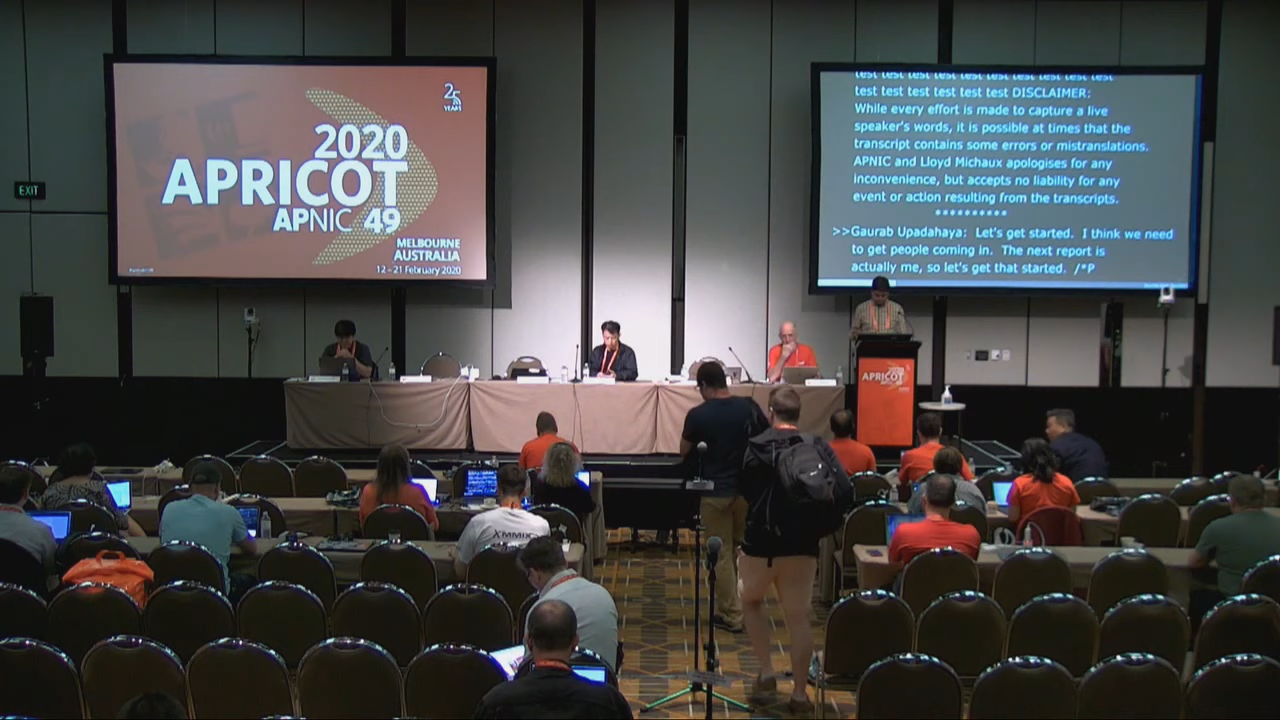 25
YEARS
2020
APRICOT
APNIC 49
MELBOURNE
AUSTRALIA
12 – 21 February 2020
test test test test test test test test test test
test test test test test test DISCLAIMER:
While every effort is made to capture a live
speaker's words, it is possible at times that the
transcript contains some errors or mistranslations.
APNIC and Lloyd Michaux apologises for any
inconvenience, but accepts no liability for any
event or action resulting from the transcripts.
**********
>>Gaurab Upadahaya: Let's get started. I think we need
to get people coming in. The next report is
actually me, so let's get that started. /*P
EXIT
APRICOT
XMMIX